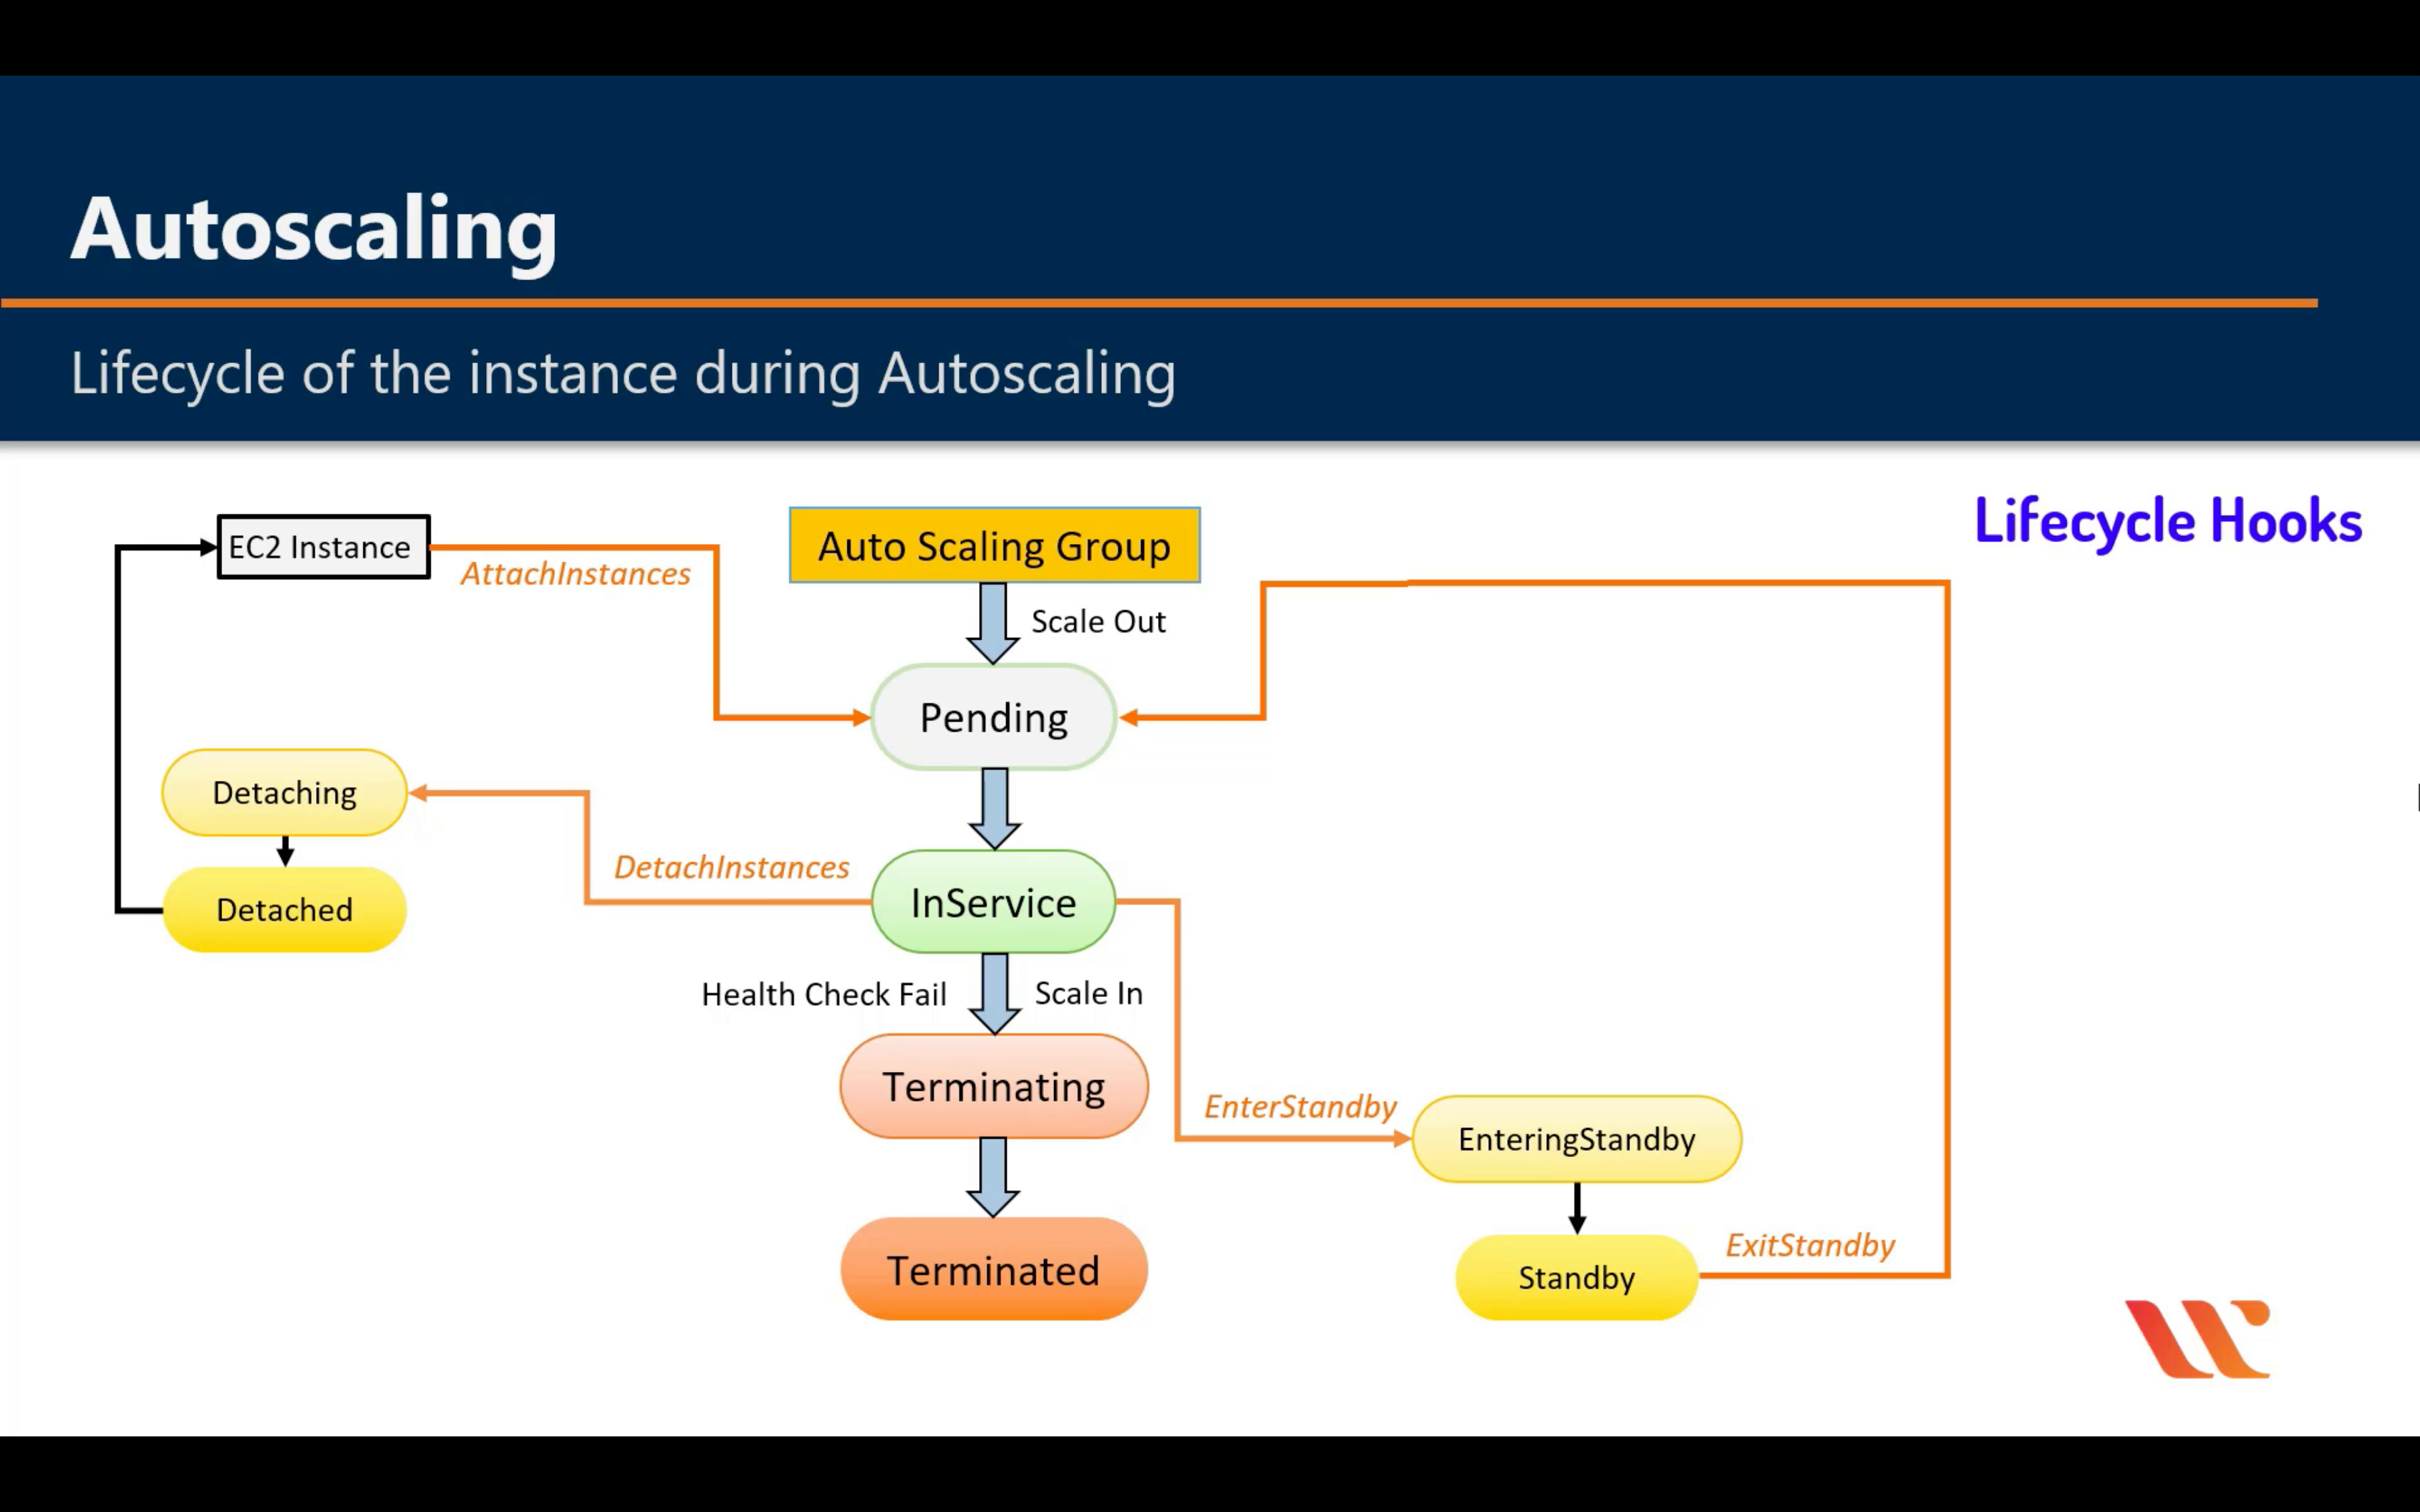 Autoscaling
Lifecycle of the instance during Autoscaling
Lifecycle Hooks
EC2 Instance
AttachInstances
Auto Scaling Group
Scale Out
Pending
Detaching
DetachInstances
Detached
InService
Health Check Fail
Scale In
Terminating
EnterStandby
EnteringStandby
Terminated
Standby
ExitStandby